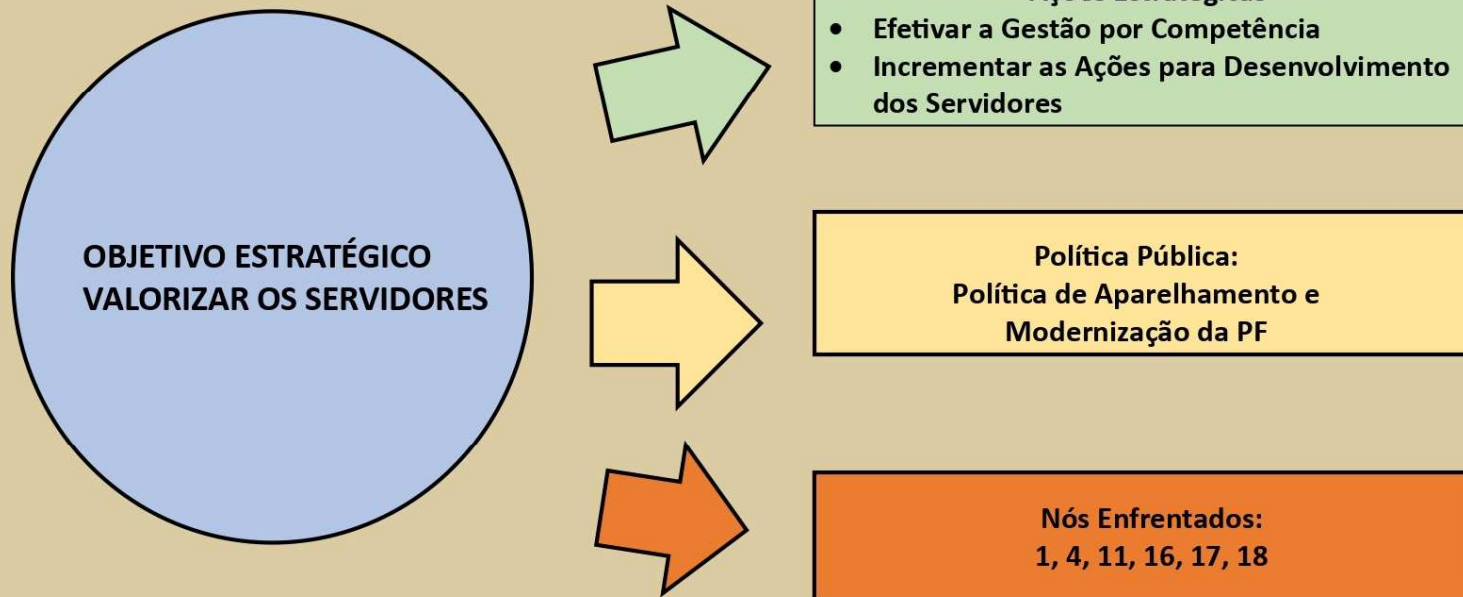 OBJETIVO ESTRATÉGICO
VALORIZAR OS SERVIDORES
• Efetivar a Gestão por Competência
• Incrementar as Ações para Desenvolvimento
dos Servidores
Política Pública:
Política de Aparelhamento e
Modernização da PF
Nós Enfrentados:
1, 4, 11, 16, 17, 18